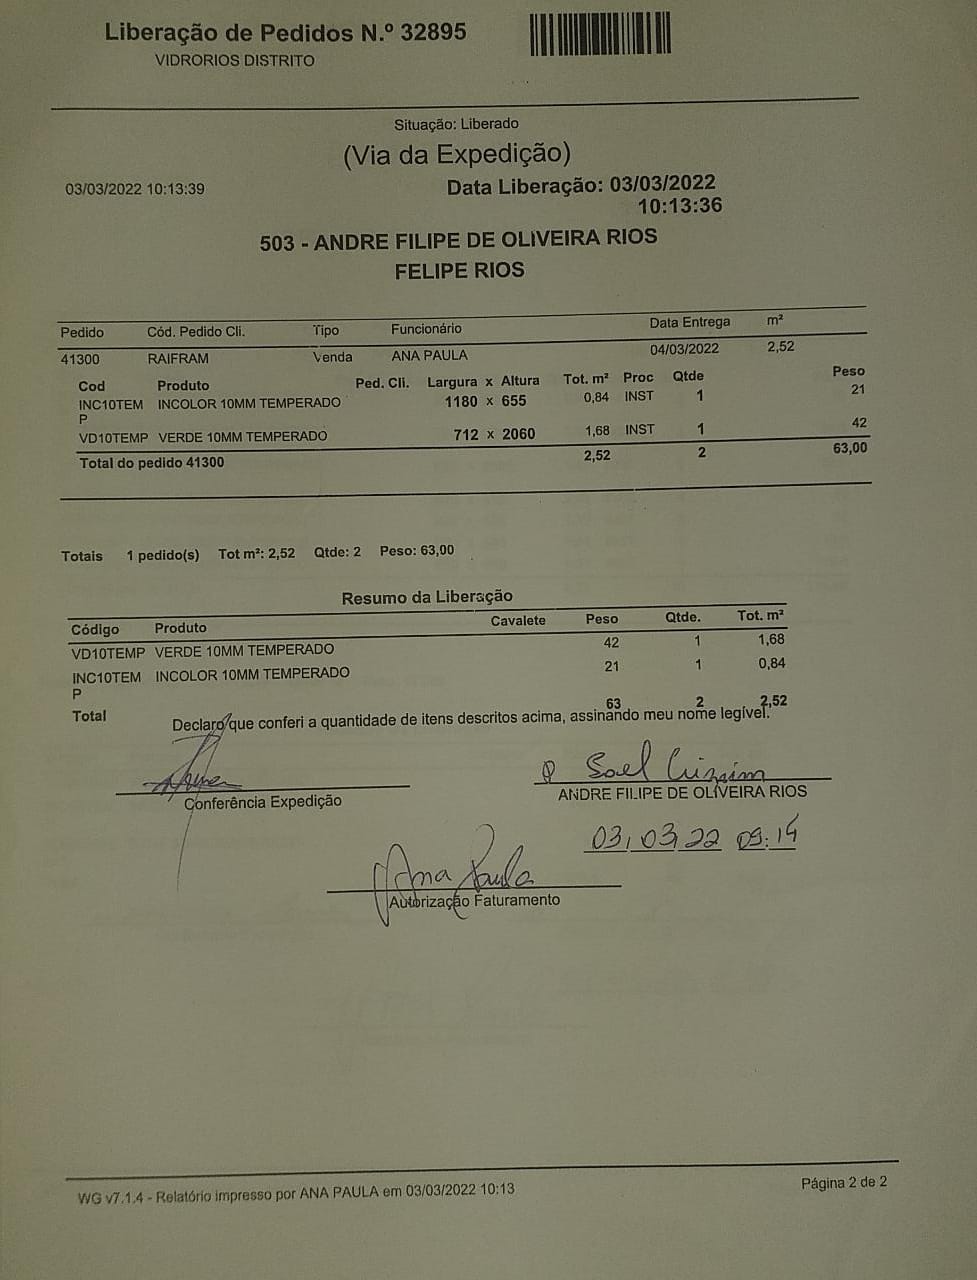 Liberação de Pedidos N.º 32895
VIDRORIOS DISTRITO
Situação: Liberado
(Via da Expedição)
03/03/2022 10:13:39
Data Liberação: 03/03/2022
10:13:36
503 - ANDRE FILIPE DE OLIVEIRA RIOS
FELIPE RIOS
Pedido Cód. Pedido Cli. Tipo Funcionário Data Entrega m²
41300 RAIFRAM Venda ANA PAULA 04/03/2022 2,52
Cod Produto Ped. Cli. Largura x Altura Tot. m² Proc Qtde Peso
INC10TEM INCOLOR 10MM TEMPERADO 1180 x 655 0,84 INST 1 21
P
VD10TEMP VERDE 10MM TEMPERADO 712 x 2060 1,68 INST 1 42
Total do pedido 41300 2,52 2 63,00
Totais 1 pedido(s) Tot m²: 2,52 Qtde: 2 Peso: 63,00
Resumo da Liberação
Código Produto Cavalete Peso Qtde. Tot. m²
VD10TEMP VERDE 10MM TEMPERADO 42 1 1,68
INC10TEM INCOLOR 10MM TEMPERADO 21 1 0,84
P
Total 63 2 2,52
Declaro que conferi a quantidade de itens descritos acima, assinando meu nome legível.
Conferência Expedição
ANDRE FILIPE DE OLIVEIRA RIOS
03,03,22 09:14
Ana Paula
Autorização Faturamento
WG v7.1.4 - Relatório impresso por ANA PAULA em 03/03/2022 10:13
Página 2 de 2